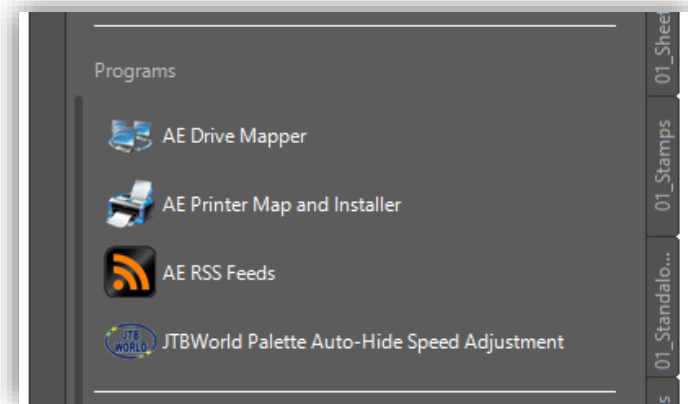 Programs
AE Drive Mapper
AE Printer Map and Installer
AE RSS Feeds
JTB
WORLD
JTBWorld Palette Auto-Hide Speed Adjustment
01_Sheet
01_Stamps
01_Standalo...
s